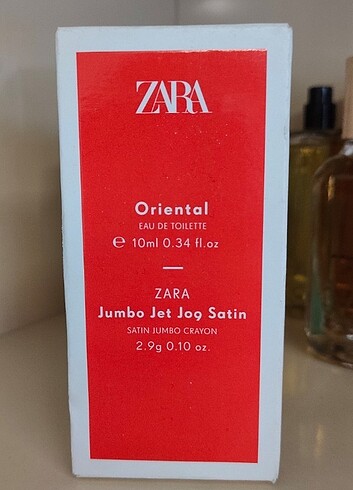 ZARA
Oriental
EAU DE TOILETTE
℮ 10ml 0.34 fl.oz
ZARA
Jumbo Jet Jo9 Satin
SATIN JUMBO CRAYON
2.9g 0.10 oz.